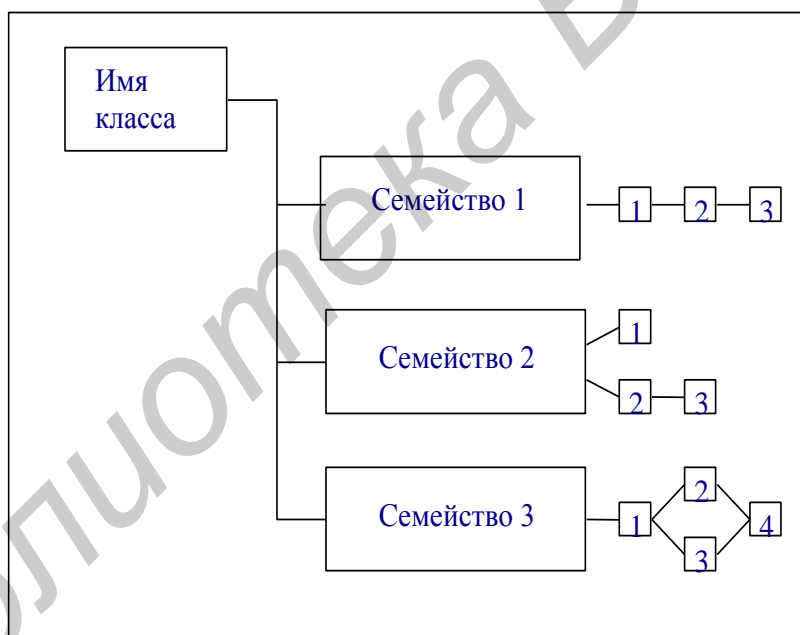 Имя
класса
Семейство 1
1 2 3
Семейство 2
1
2 3
Семейство 3
2
1 4
3